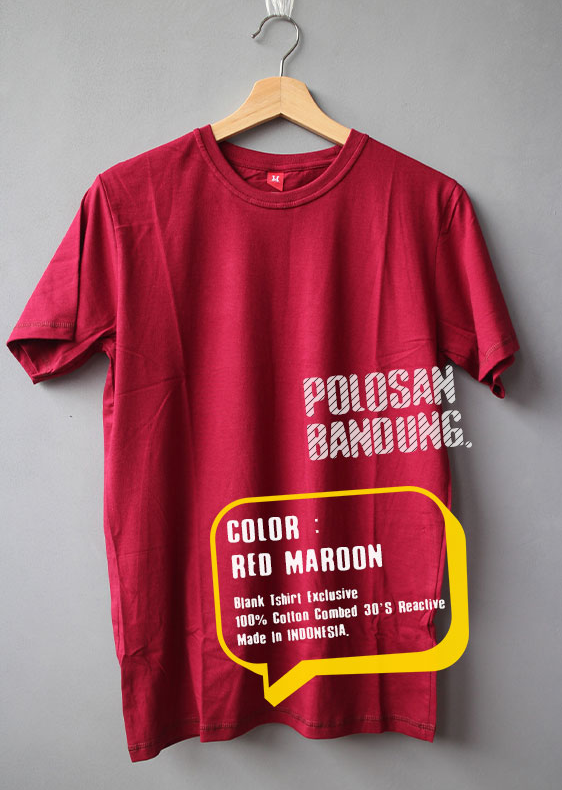 M
POLOSAN
BANDUNG.
COLOR :
RED MAROON
Blank Tshirt Exclusive
100% Cotton Combed 30'S Reactive
Made In INDONESIA.